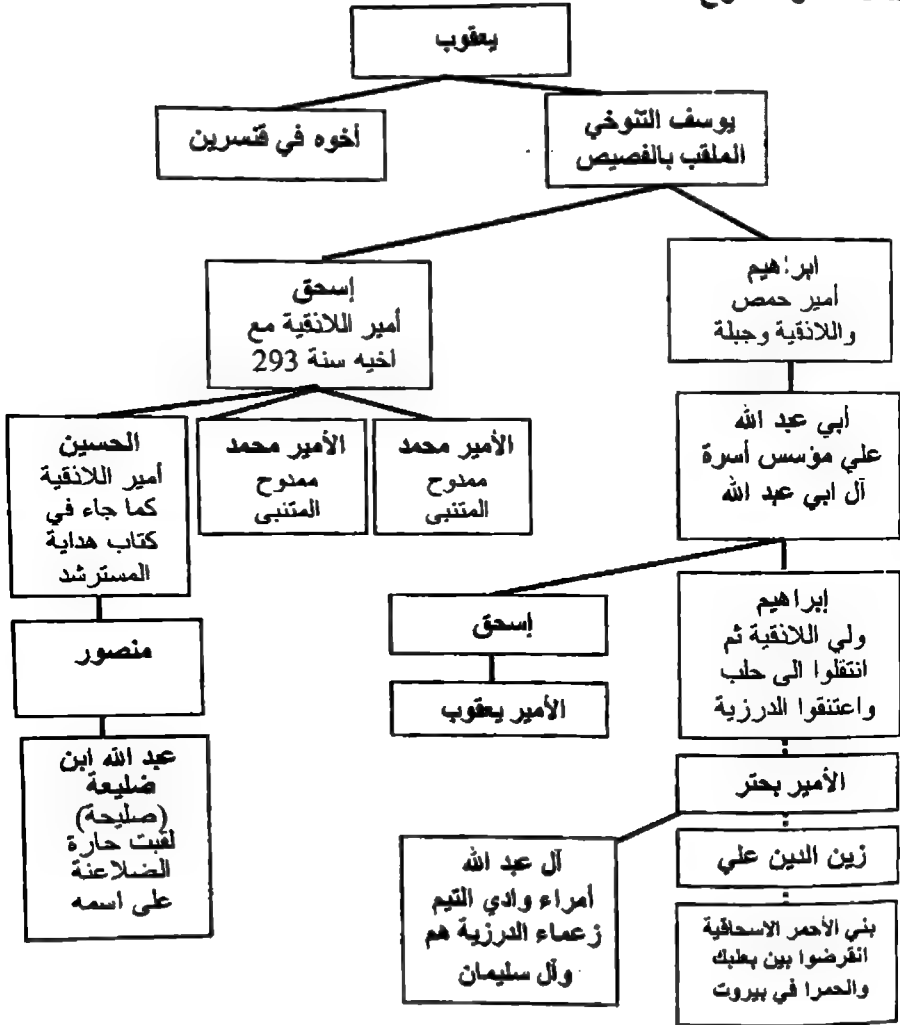 يعقوب
أخوه في قنسرين
يوسف التنوخي
الملقب بالفصيص
ابراهيم
أمير حمص
واللاذقية وجبلة
إسحق
أمير اللاذقية مع
اخيه سنة 293
أبي عبد الله
علي مؤسس أسرة
آل ابي عبد الله
الأمير محمد
ممدوح
المتنبى
الأمير محمد
ممدوح
المتنبى
الحسين
أمير اللاذقية
كما جاء في
كتاب هداية
المسترشد
إبراهيم
ولي اللاذقية ثم
انتقلوا الى حلب
واعتنقوا الدرزية
إسحق
الأمير يعقوب
منصور
عبد الله ابن
ضليعة
(صليحة)
لقبت حارة
الضلاعنة
على اسمه
الأمير بحتر
زين الدين علي
آل عبد الله
أمراء وادي التيم
زعماء الدرزية هم
وآل سليمان
بني الأحمر الاسحاقية
انقرضوا بين بعلبك
والحمرا في بيروت